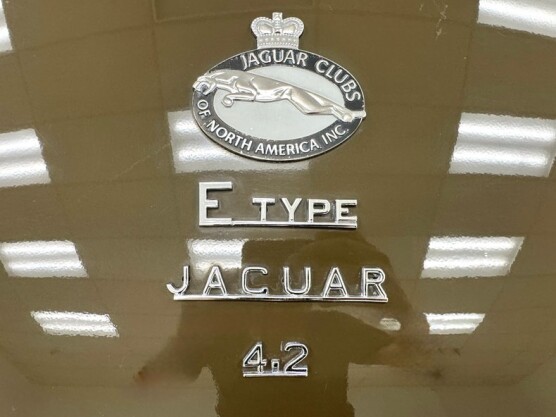 JAGUAR CLUBS
OF NORTH AMERICA INC.
E TYPE
JAGUAR
4.2